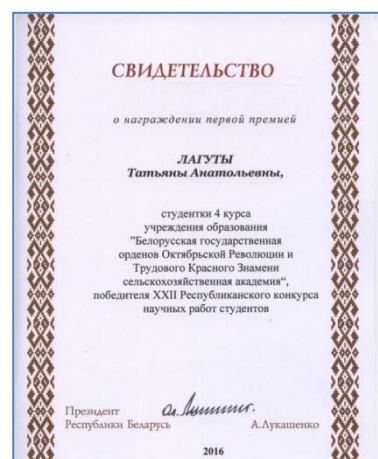 СВИДЕТЕЛЬСТВО
о награждении первой премией
ЛАГУТЫ
Татьяны Анатольевны,
студентки 4 курса
учреждения образования
"Белорусская государственная
орденов Октябрьской Революции и
Трудового Красного Знамени
сельскохозяйственная академия“,
победителя XXII Республиканского конкурса
научных работ студентов
Президент
Республики Беларусь А.Лукашенко
2016